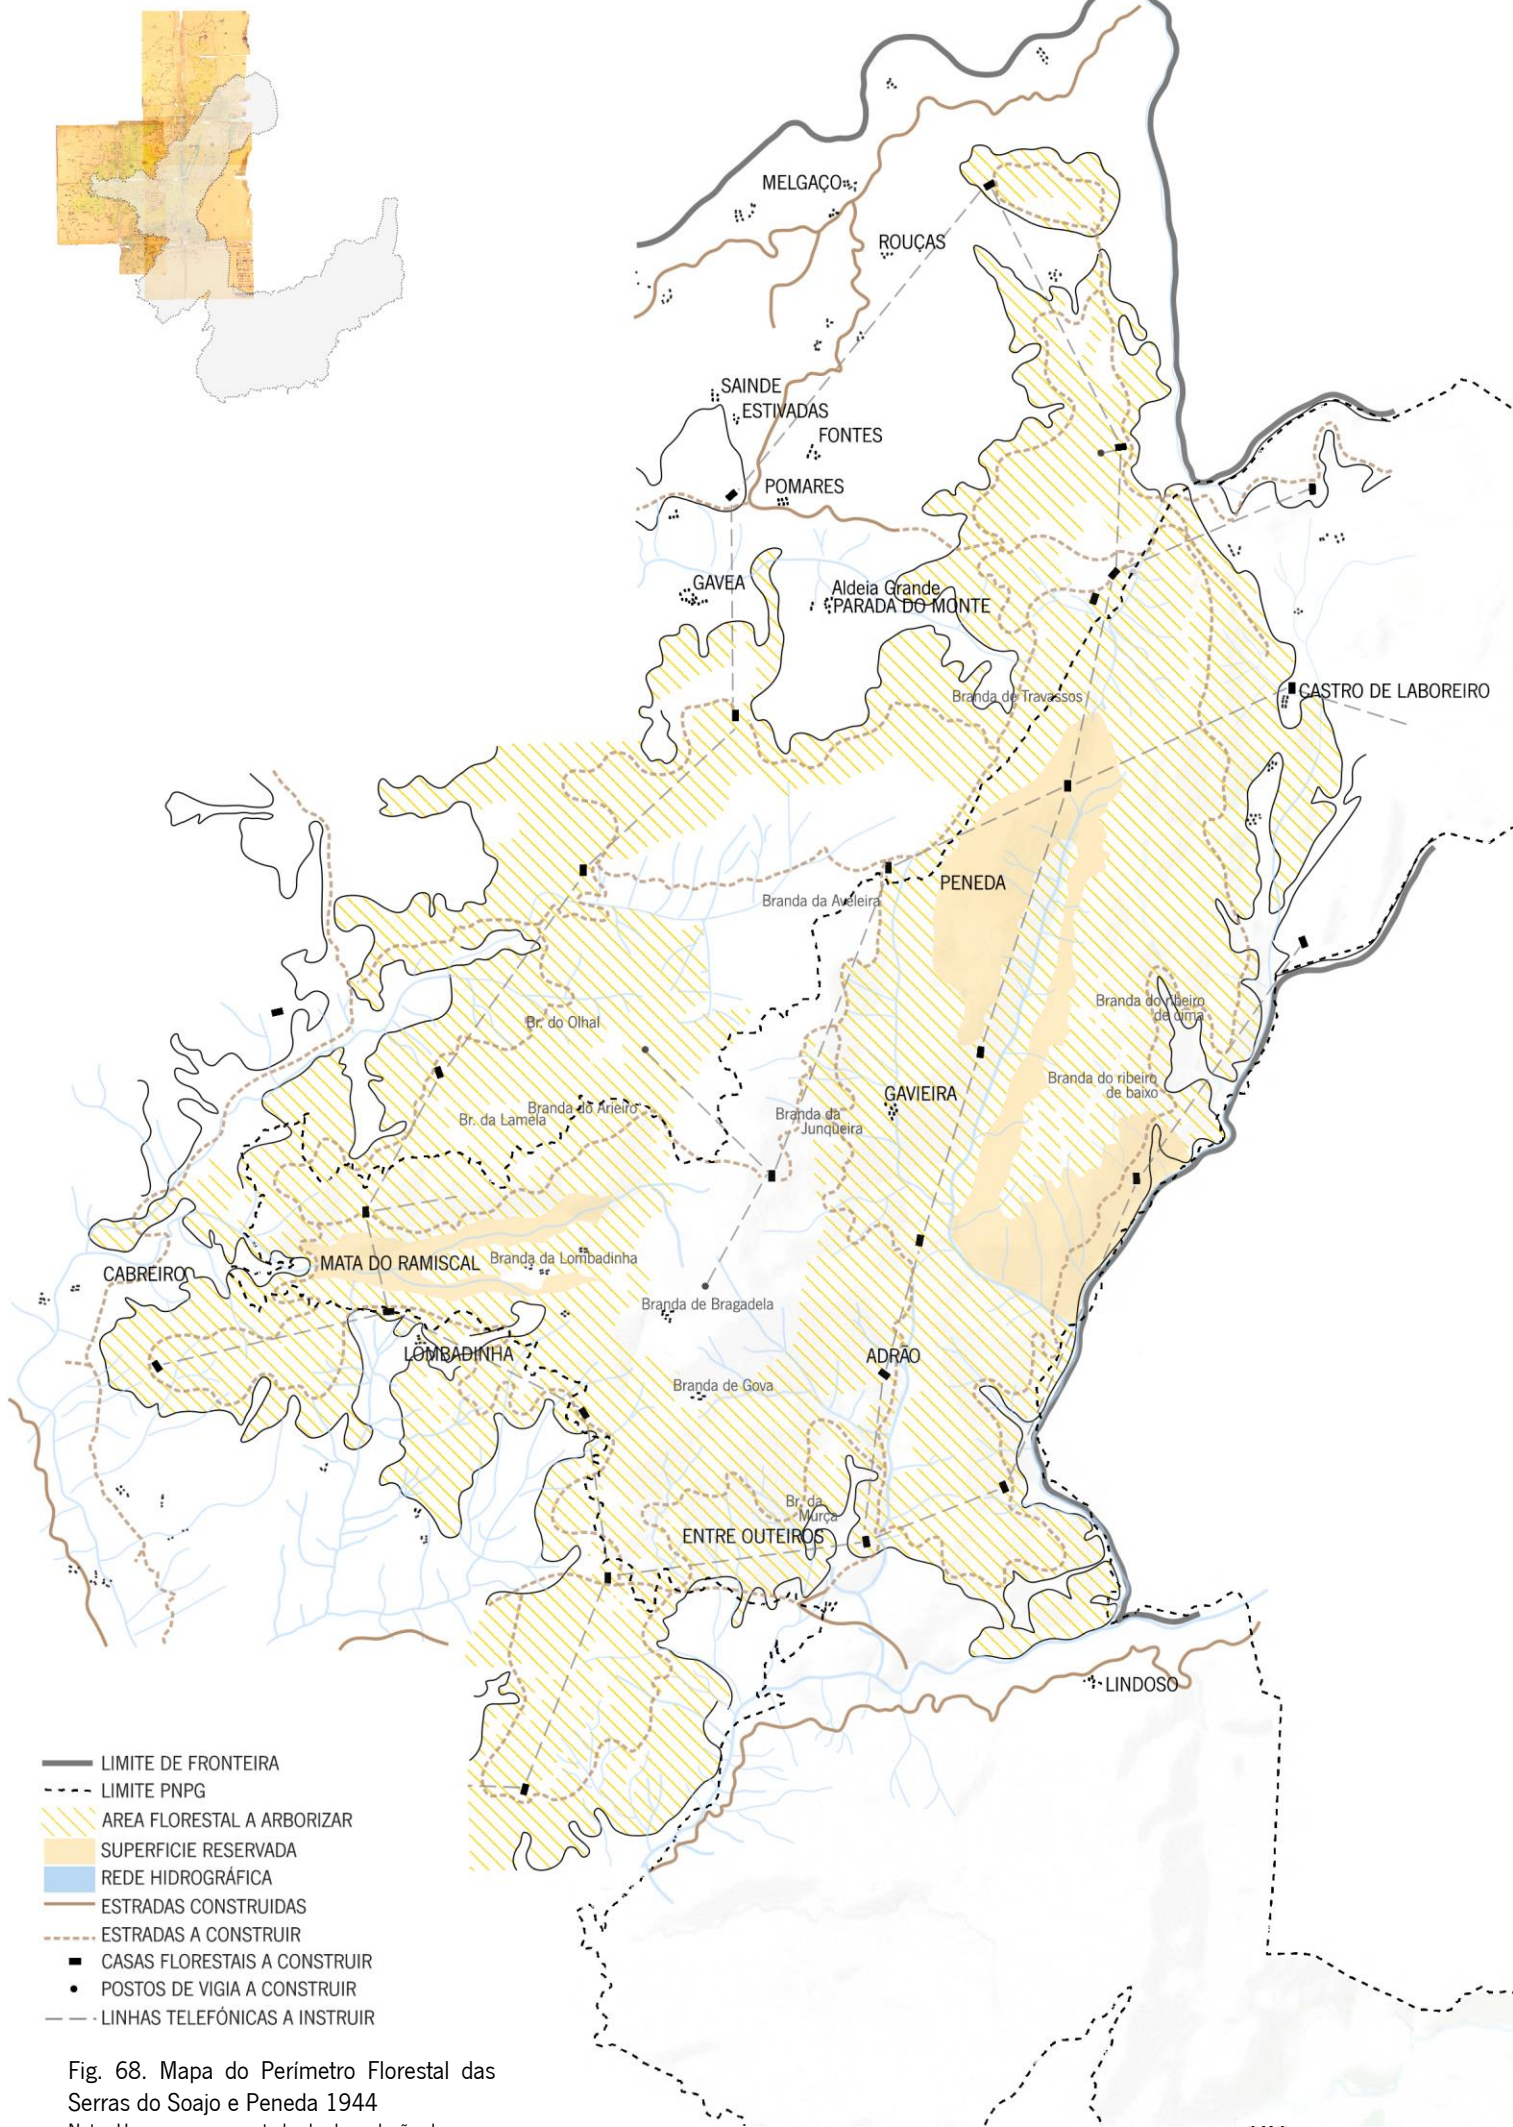 MELGAÇO
ROUÇAS
SAINDE
ESTIVADAS
FONTES
POMARES
GAVEA
Aldeia Grande
PARADA DO MONTE
Branda de Travassos
CASTRO DE LABOREIRO
PENEDA
Branda da Aveleira
Branda do ribeiro
de cima
Br. do Olhal
Branda do ribeiro
de baixo
GAVIEIRA
Branda do Arieiro
Br. da Lamela
Branda da
Junqueira
MATA DO RAMISCAL
Branda da Lombadinha
CABREIRO
Branda de Bragadela
LOMBADINHA
ADRÃO
Branda de Gova
Br. da
Murça
ENTRE OUTEIROS
LINDOSO
LIMITE DE FRONTEIRA
LIMITE PNPG
AREA FLORESTAL A ARBORIZAR
SUPERFICIE RESERVADA
REDE HIDROGRÁFICA
ESTRADAS CONSTRUIDAS
ESTRADAS A CONSTRUIR
CASAS FLORESTAIS A CONSTRUIR
POSTOS DE VIGIA A CONSTRUIR
LINHAS TELEFÓNICAS A INSTRUIR
Fig. 68. Mapa do Perímetro Florestal das
Serras do Soajo e Peneda 1944